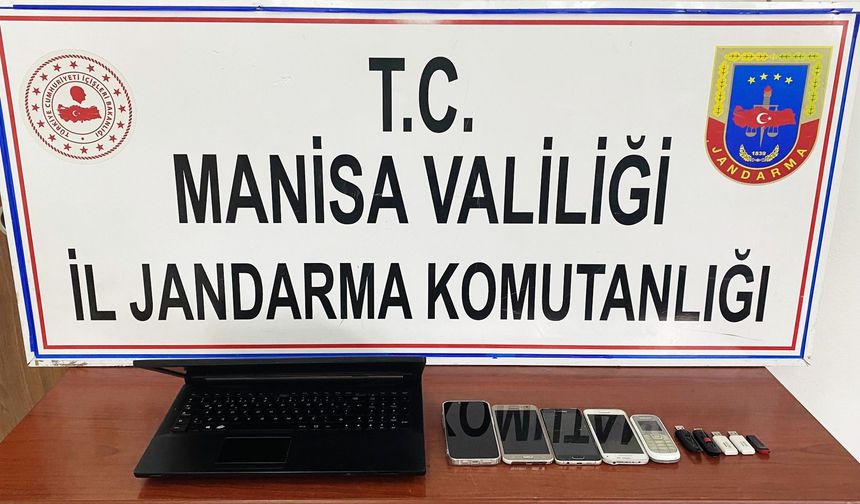 T.C.
MANİSA VALİLİĞİ
İL JANDARMA KOMUTANLIĞI
TÜRKİYE CUMHURİYETİ İÇİŞLERİ BAKANLIĞI
1839
JANDARMA